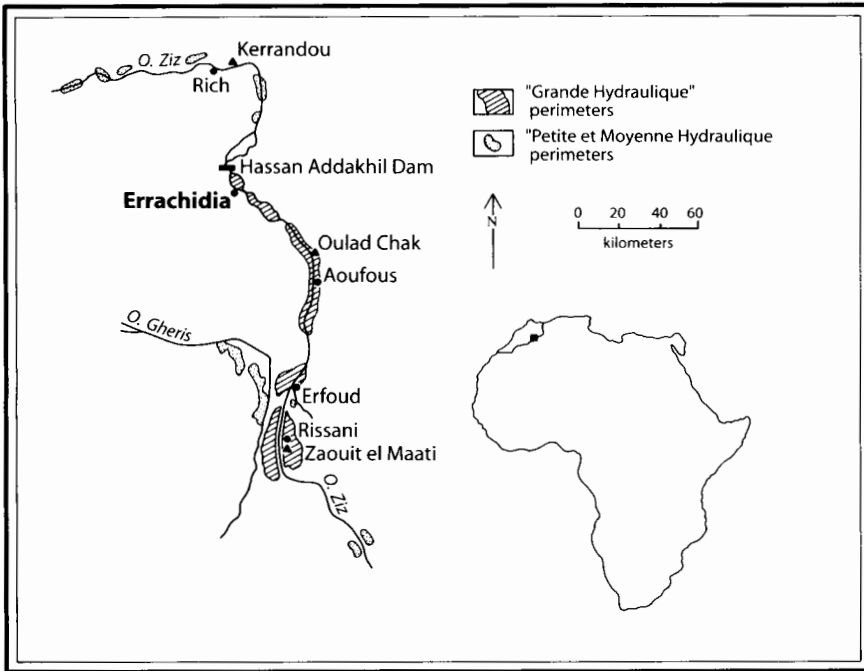 O. Ziz
Kerrandou
Rich
Hassan Addakhil Dam
Errachidia
Oulad Chak
Aoufous
O. Gheris
Erfoud
Rissani
Zaouit el Maati
O. Ziz
"Grande Hydraulique"
perimeters
"Petite et Moyenne Hydraulique
perimeters
N
0 20 40 60
kilometers